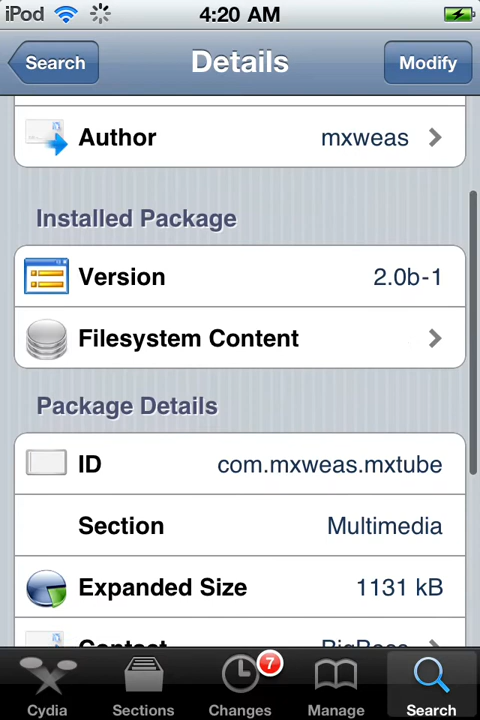 iPod 4:20 AM
Search Details Modify
Author mxweas
Installed Package
Version 2.0b-1
Filesystem Content
Package Details
ID com.mxweas.mxtube
Section Multimedia
Expanded Size 1131 kB
Contact BigBoss
7
Cydia Sections Changes Manage Search